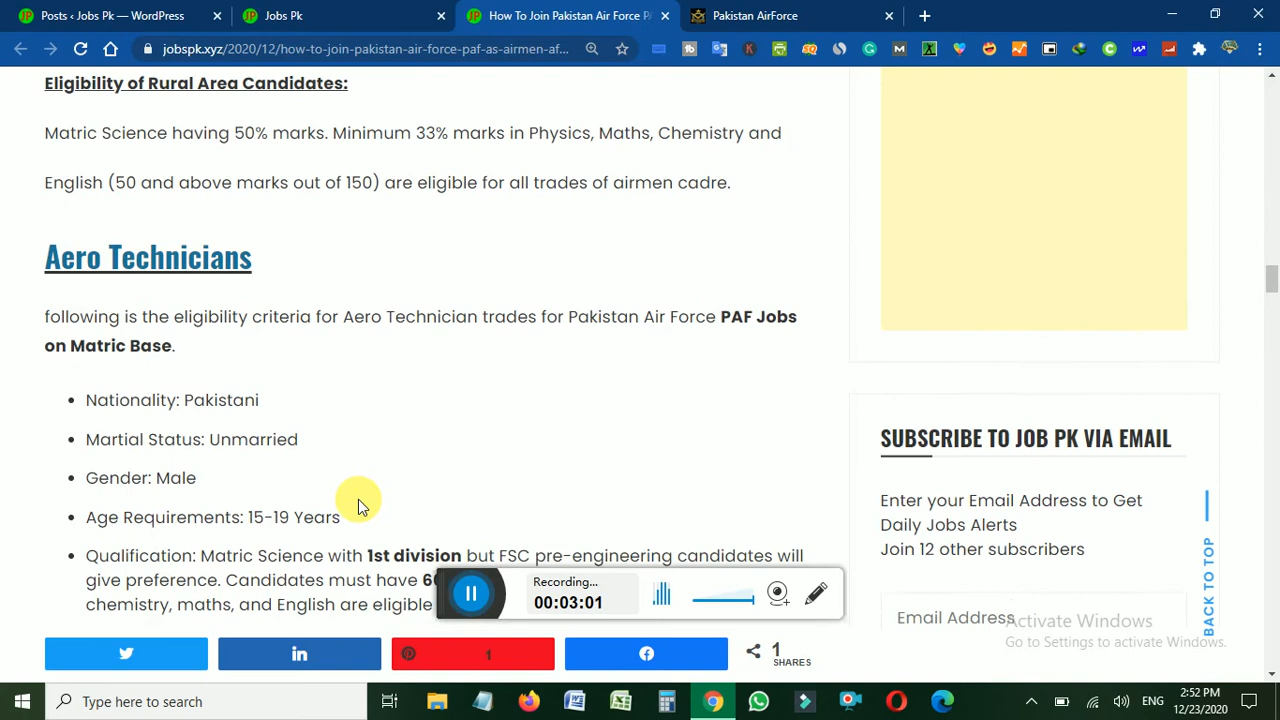 Posts ‹ Jobs Pk — WordPress
Jobs Pk
How To Join Pakistan Air Force PA
Pakistan AirForce
jobspk.xyz/2020/12/how-to-join-pakistan-air-force-paf-as-airmen-af...
Eligibility of Rural Area Candidates:
Matric Science having 50% marks. Minimum 33% marks in Physics, Maths, Chemistry and
English (50 and above marks out of 150) are eligible for all trades of airmen cadre.
Aero Technicians
following is the eligibility criteria for Aero Technician trades for Pakistan Air Force PAF Jobs
on Matric Base.
Nationality: Pakistani
Martial Status: Unmarried
Gender: Male
Age Requirements: 15-19 Years
Qualification: Matric Science with 1st division but FSC pre-engineering candidates will
give preference. Candidates must have
chemistry, maths, and English are eligible
Recording...
00:03:01
SUBSCRIBE TO JOB PK VIA EMAIL
Enter your Email Address to Get
Daily Jobs Alerts
Join 12 other subscribers
Email Address
BACK TO TOP
Activate Windows
Go to Settings to activate Windows.
1
1
SHARES
Type here to search
ENG
2:52 PM
12/23/2020